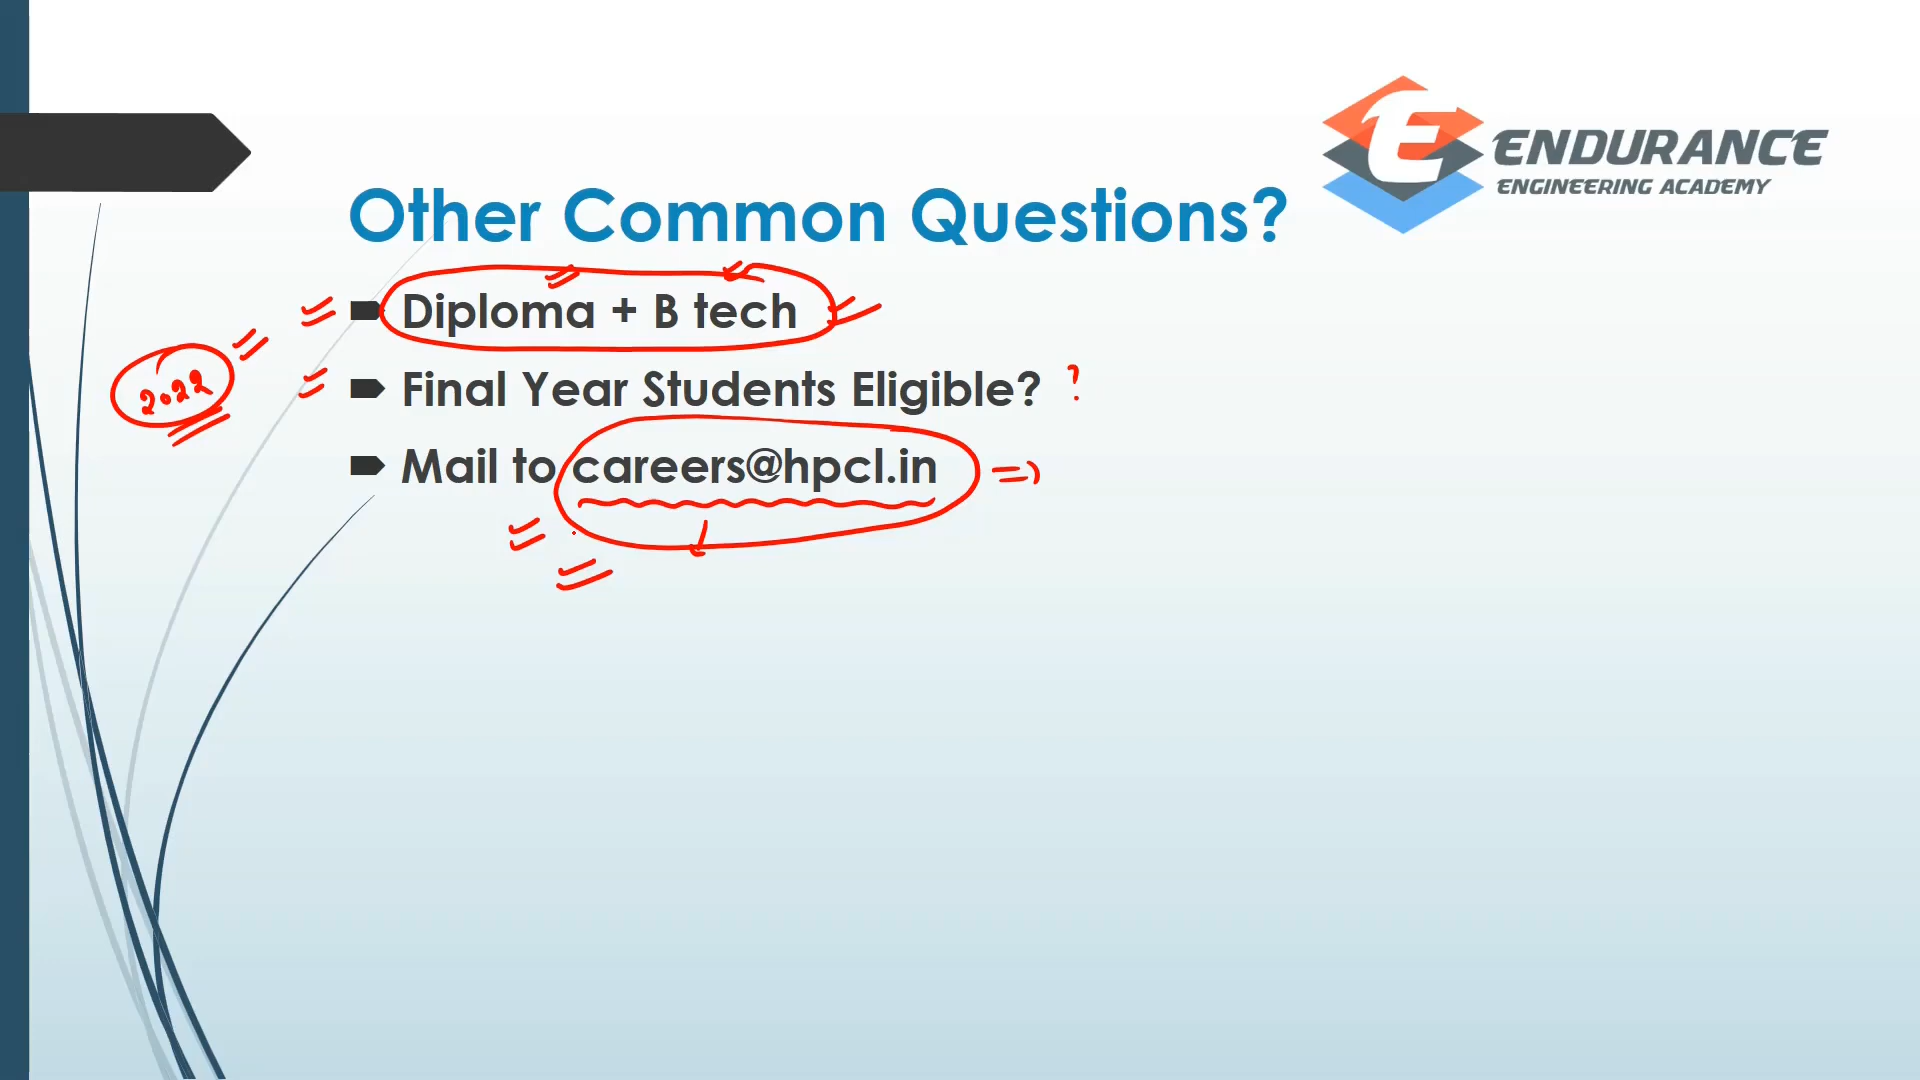 ENDURANCE
ENGINEERING ACADEMY
Other Common Questions?
Diploma + B tech
2022
Final Year Students Eligible? ?
Mail to careers@hpcl.in